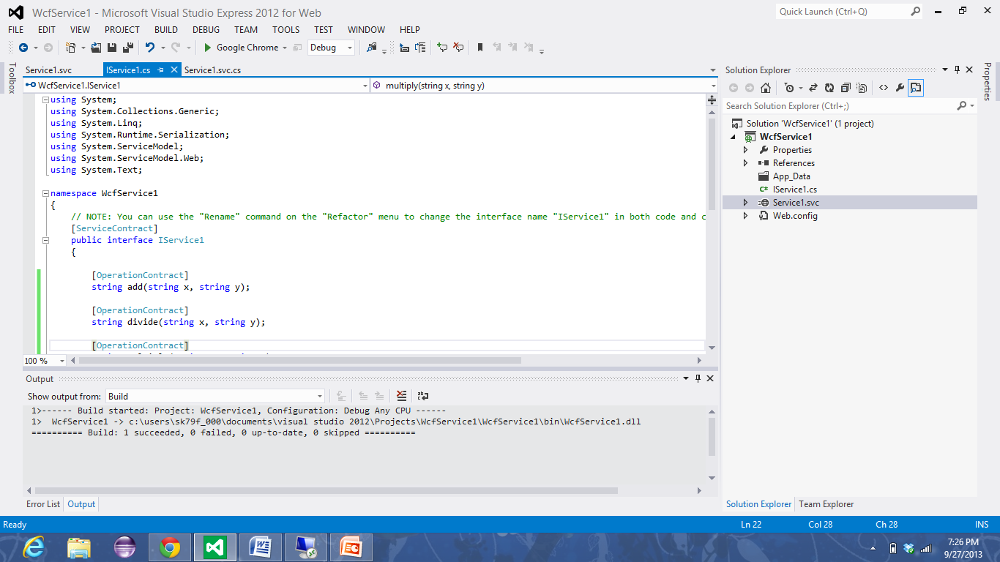 WcfService1 - Microsoft Visual Studio Express 2012 for Web
Quick Launch (Ctrl+Q)
FILE EDIT VIEW PROJECT BUILD DEBUG TEAM TOOLS TEST WINDOW HELP
Google Chrome Debug
Toolbox
Service1.svc IService1.cs Service1.svc.cs
WcfService1.IService1 multiply(string x, string y)
using System;
using System.Collections.Generic;
using System.Linq;
using System.Runtime.Serialization;
using System.ServiceModel;
using System.ServiceModel.Web;
using System.Text;
namespace WcfService1
{
// NOTE: You can use the "Rename" command on the "Refactor" menu to change the interface name "IService1" in both code and c
[ServiceContract]
public interface IService1
{
[OperationContract]
string add(string x, string y);
[OperationContract]
string divide(string x, string y);
[OperationContract]
100 %
Output
Show output from: Build
1>------ Build started: Project: WcfService1, Configuration: Debug Any CPU ------
1>  WcfService1 -> c:\users\sk79f_000\documents\visual studio 2012\Projects\WcfService1\WcfService1\bin\WcfService1.dll
========== Build: 1 succeeded, 0 failed, 0 up-to-date, 0 skipped ==========
Error List Output
Solution Explorer
Search Solution Explorer (Ctrl+;)
Solution 'WcfService1' (1 project)
WcfService1
Properties
References
App_Data
IService1.cs
Service1.svc
Web.config
Solution Explorer Team Explorer
Properties
Ready Ln 22 Col 28 Ch 28 INS
7:26 PM
9/27/2013